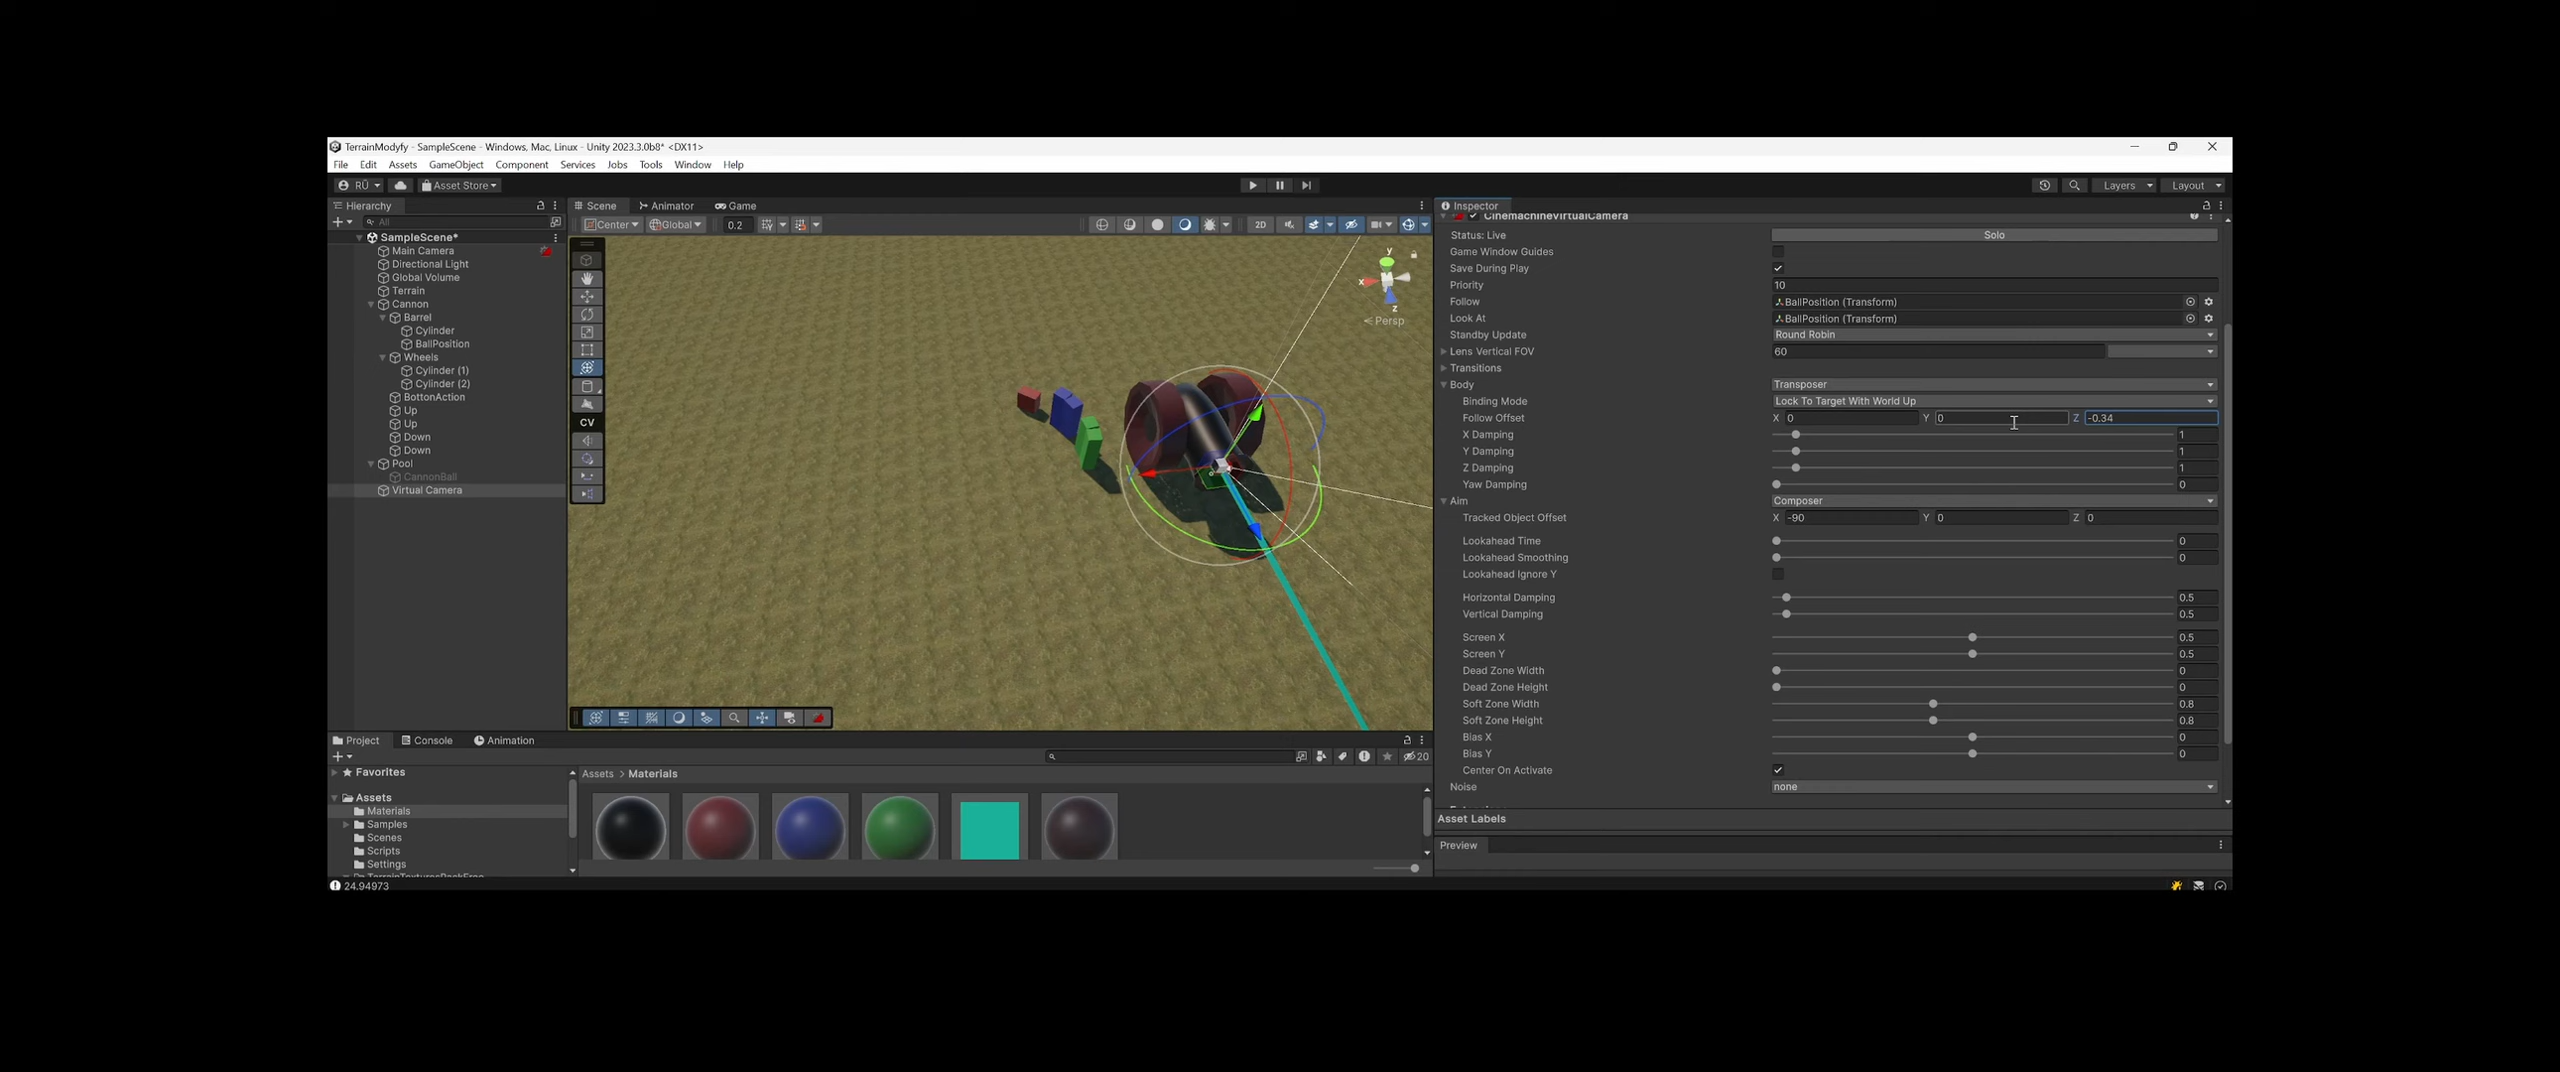 TerrainModyfy - SampleScene - Windows, Mac, Linux - Unity 2023.3.0b8* <DX11>
File Edit Assets GameObject Component Services Jobs Tools Window Help
RÜ Asset Store Layers Layout
Hierarchy
All
SampleScene*
Main Camera
Directional Light
Global Volume
Terrain
Cannon
Barrel
Cylinder
BallPosition
Wheels
Cylinder (1)
Cylinder (2)
BottonAction
Up
Up
Down
Down
Pool
CannonBall
Virtual Camera
Scene Animator Game
Center Global 0.2 2D
CV
y
x
z
Persp
Inspector
CinemachineVirtualCamera
Status: Live Solo
Game Window Guides
Save During Play
Priority 10
Follow BallPosition (Transform)
Look At BallPosition (Transform)
Standby Update Round Robin
Lens Vertical FOV 60
Transitions
Body Transposer
Binding Mode Lock To Target With World Up
Follow Offset X 0 Y 0 Z -0.34
X Damping 1
Y Damping 1
Z Damping 1
Yaw Damping 0
Aim Composer
Tracked Object Offset X -90 Y 0 Z 0
Lookahead Time 0
Lookahead Smoothing 0
Lookahead Ignore Y
Horizontal Damping 0.5
Vertical Damping 0.5
Screen X 0.5
Screen Y 0.5
Dead Zone Width 0
Dead Zone Height 0
Soft Zone Width 0.8
Soft Zone Height 0.8
Bias X 0
Bias Y 0
Center On Activate
Noise none
Asset Labels
Preview
Project Console Animation
20
Favorites
Assets
Materials
Samples
Scenes
Scripts
Settings
Assets > Materials
24.94973